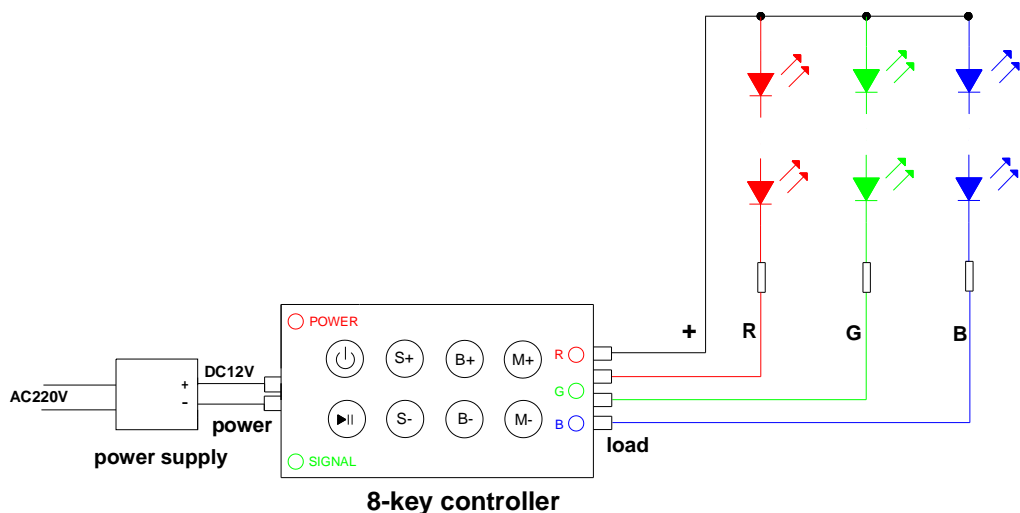 + R G B
POWER
S+ B+ M+ R
AC220V
DC12V
+
-
power
G
S- B- M- B
load
power supply
SIGNAL
8-key controller